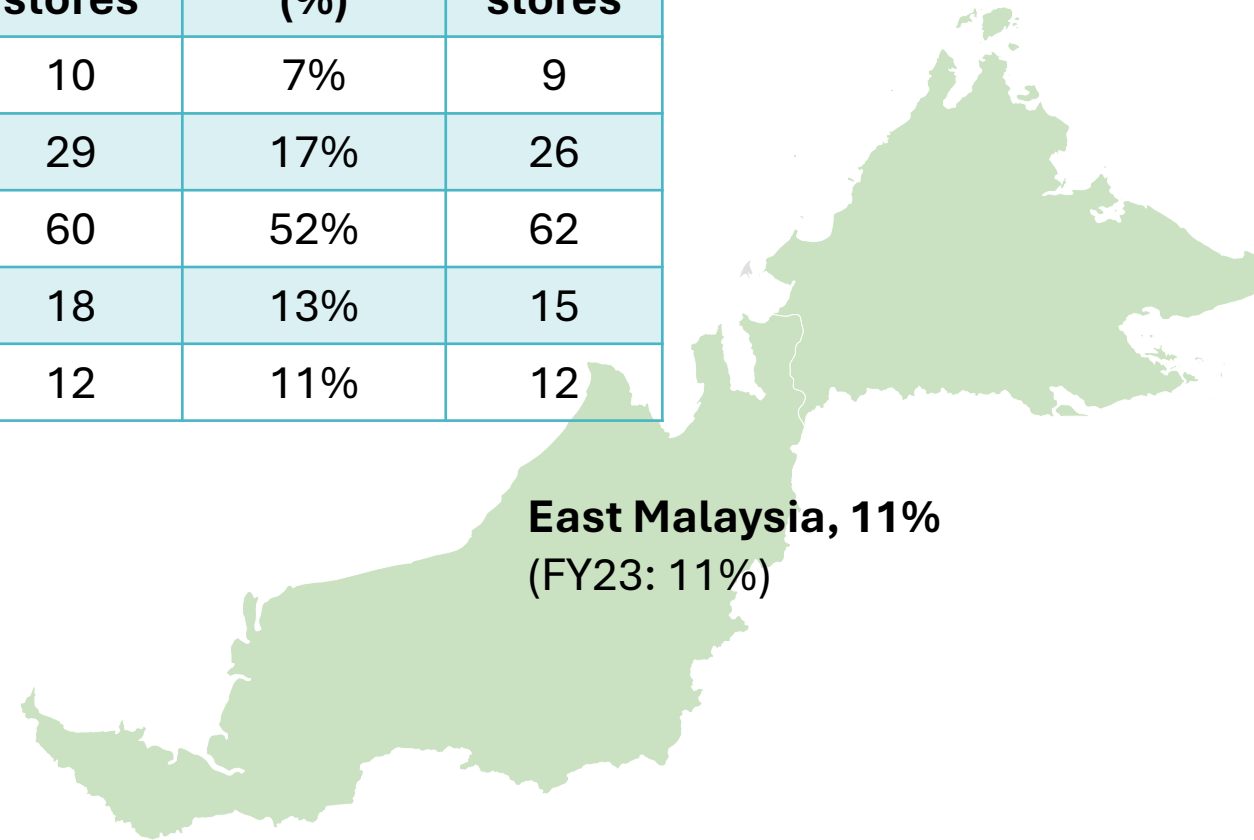 stores (%) stores
10 7% 9
29 17% 26
60 52% 62
18 13% 15
12 11% 12
East Malaysia, 11%
(FY23: 11%)